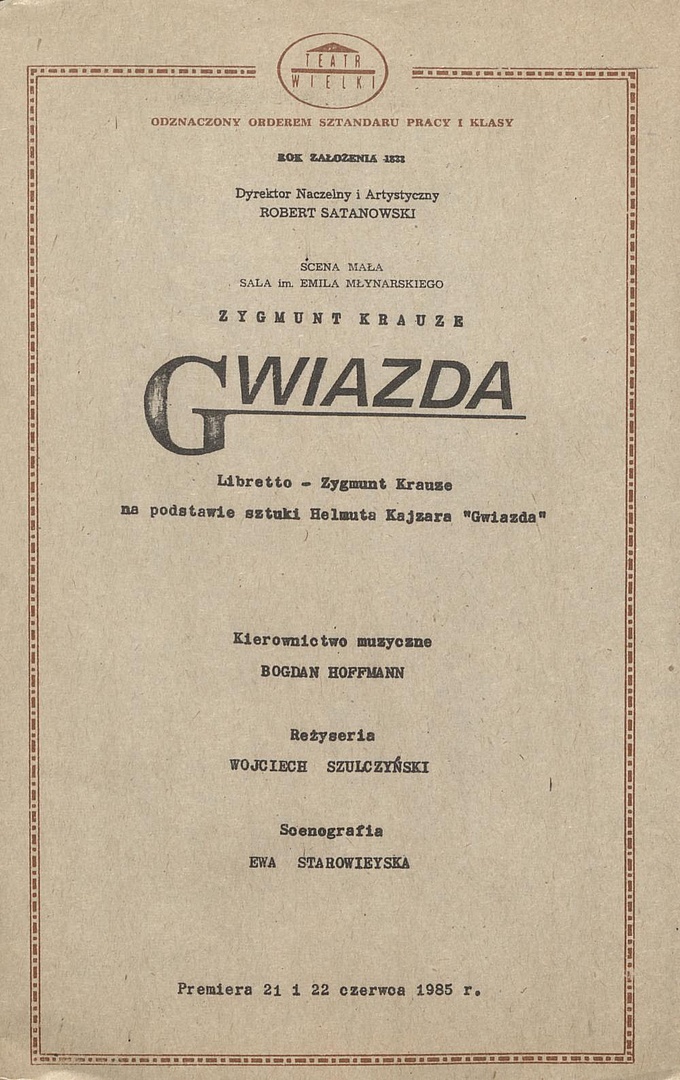 TEATR
WIELKI
ODZNACZONY ORDEREM SZTANDARU PRACY I KLASY
ROK ZAŁOŻENIA 1833
Dyrektor Naczelny i Artystyczny
ROBERT SATANOWSKI
SCENA MAŁA
SALA im. EMILA MŁYNARSKIEGO
ZYGMUNT KRAUZE
GWIAZDA
Libretto - Zygmunt Krauze
na podstawie sztuki Helmuta Kajzara "Gwiazda"
Kierownictwo muzyczne
BOGDAN HOFFMANN
Reżyseria
WOJCIECH SZULCZYŃSKI
Scenografia
EWA STAROWIEYSKA
Premiera 21 i 22 czerwca 1985 r.